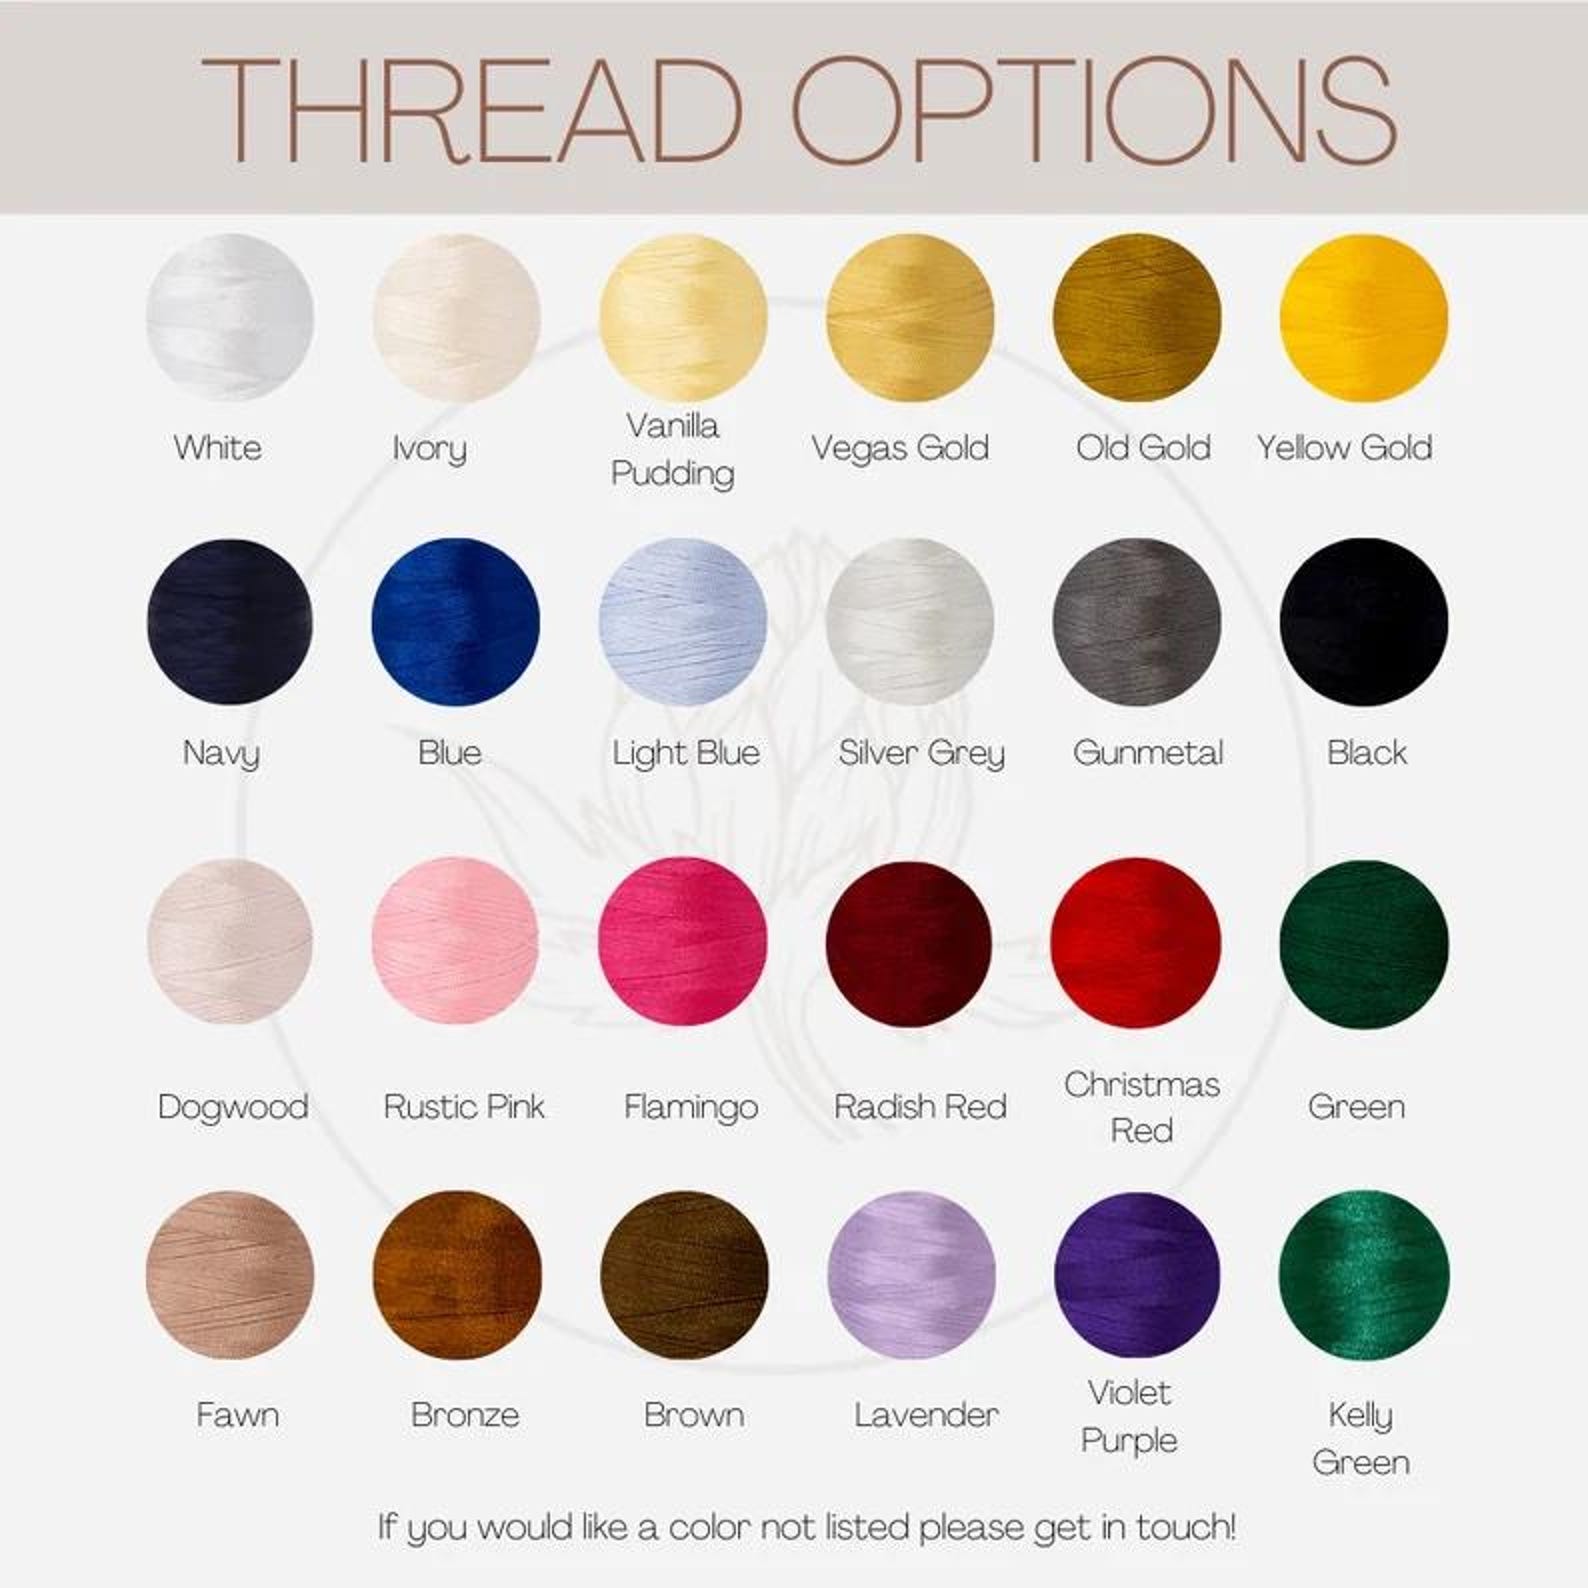 THREAD OPTIONS
White
Ivory
Vanilla
Pudding
Vegas Gold
Old Gold
Yellow Gold
Navy
Blue
Light Blue
Silver Grey
Gunmetal
Black
Dogwood
Rustic Pink
Flamingo
Radish Red
Christmas
Red
Green
Fawn
Bronze
Brown
Lavender
Violet
Purple
Kelly
Green
If you would like a color not listed please get in touch!